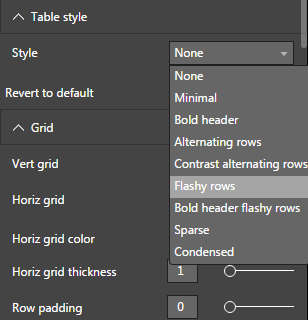 Table style
Style
None
None
Minimal
Bold header
Alternating rows
Contrast alternating rows
Flashy rows
Bold header flashy rows
Sparse
Condensed
Revert to default
Grid
Vert grid
Horiz grid
Horiz grid color
Horiz grid thickness
1
Row padding
0